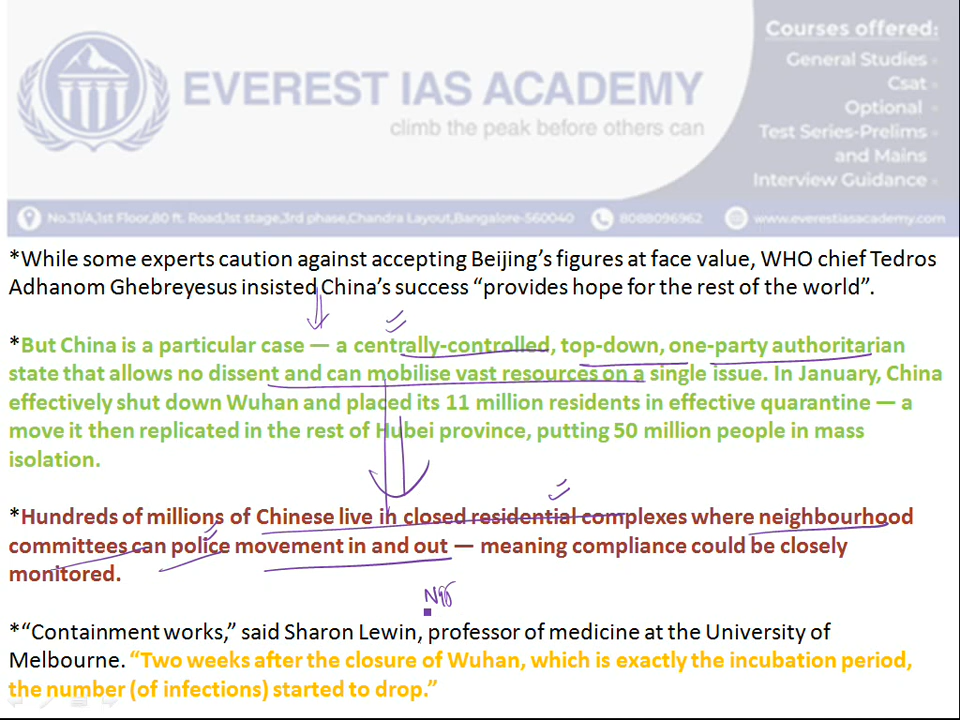 Courses offered:
General Studies
Csat
EVEREST IAS ACADEMY
Optional
climb the peak before others can
Test Series-Prelims
and Mains
Interview Guidance
No.31/A,1st Floor,80 ft. Road,1st stage,3rd phase,Chandra Layout,Bangalore-560040 8088096962 www.everestiasacademy.com
*While some experts caution against accepting Beijing’s figures at face value, WHO chief Tedros
Adhanom Ghebreyesus insisted China’s success “provides hope for the rest of the world”.
*But China is a particular case — a centrally-controlled, top-down, one-party authoritarian
state that allows no dissent and can mobilise vast resources on a single issue. In January, China
effectively shut down Wuhan and placed its 11 million residents in effective quarantine — a
move it then replicated in the rest of Hubei province, putting 50 million people in mass
isolation.
*Hundreds of millions of Chinese live in closed residential complexes where neighbourhood
committees can police movement in and out — meaning compliance could be closely
monitored.
*“Containment works,” said Sharon Lewin, professor of medicine at the University of
Melbourne. “Two weeks after the closure of Wuhan, which is exactly the incubation period,
the number (of infections) started to drop.”